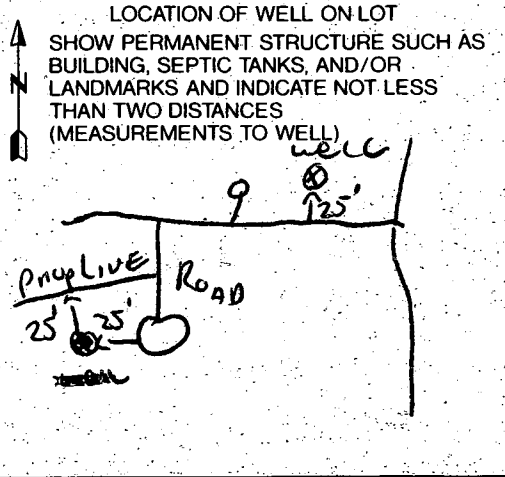 LOCATION OF WELL ON LOT
SHOW PERMANENT STRUCTURE SUCH AS
BUILDING, SEPTIC TANKS, AND/OR
N LANDMARKS AND INDICATE NOT LESS
THAN TWO DISTANCES
(MEASUREMENTS TO WELL)
WELL
25'
PROP LINE
ROAD
25' 25'